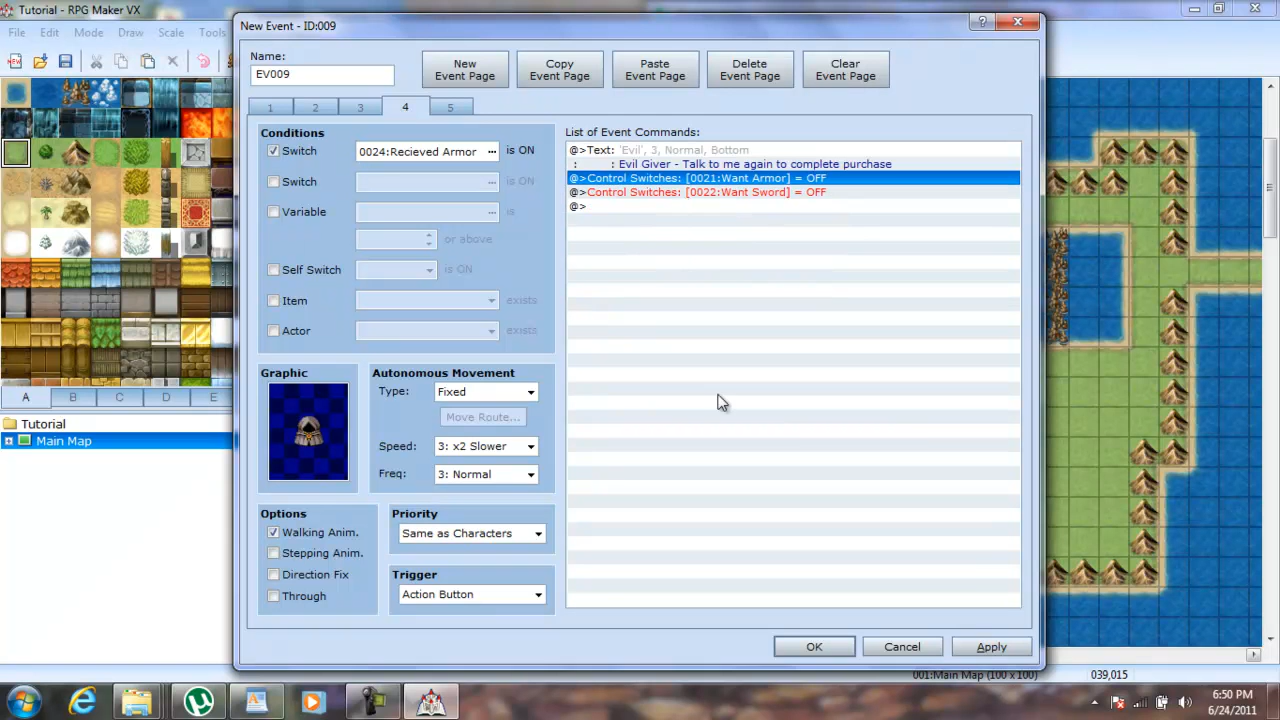 Tutorial - RPG Maker VX
File Edit Mode Draw Scale Tools
New Event - ID:009
?
Name:
EV009
New Event Page
Copy Event Page
Paste Event Page
Delete Event Page
Clear Event Page
1 2 3 4 5
Conditions
Switch 0024:Recieved Armor ... is ON
Switch ...
Variable ... is
or above
Self Switch is ON
Item exists
Actor exists
Graphic
Autonomous Movement
Type: Fixed
Move Route...
Speed: 3: x2 Slower
Freq: 3: Normal
Options
Walking Anim.
Stepping Anim.
Direction Fix
Through
Priority
Same as Characters
Trigger
Action Button
List of Event Commands:
@>Text: 'Evil', 3, Normal, Bottom
: : Evil Giver - Talk to me again to complete purchase
@>Control Switches: [0021:Want Armor] = OFF
@>Control Switches: [0022:Want Sword] = OFF
@>
OK Cancel Apply
A B C D E
Tutorial
Main Map
001:Main Map (100 x 100) 039,015
6:50 PM
6/24/2011